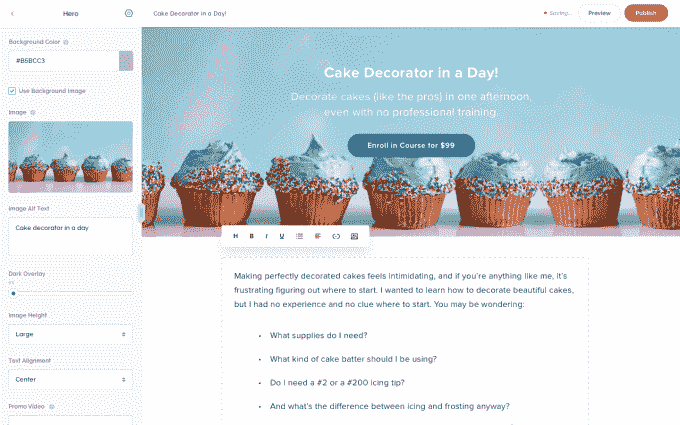 Hero
Cake Decorator in a Day!
Saving...
Preview
Publish
Background Color
#B5BCC3
Use Background Image
Image
Image Alt Text
Cake decorator in a day
Dark Overlay
Image Height
Large
Text Alignment
Center
Promo Video
Cake Decorator in a Day!
Decorate cakes (like the pros) in one afternoon,
even with no professional training.
Enroll in Course for $99
H B I U
Making perfectly decorated cakes feels intimidating, and if you're anything like me, it's
frustrating figuring out where to start. I wanted to learn how to decorate beautiful cakes,
but I had no experience and no clue where to start. You may be wondering:
• What supplies do I need?
• What kind of cake batter should I be using?
• Do I need a #2 or a #200 icing tip?
• And what's the difference between icing and frosting anyway?